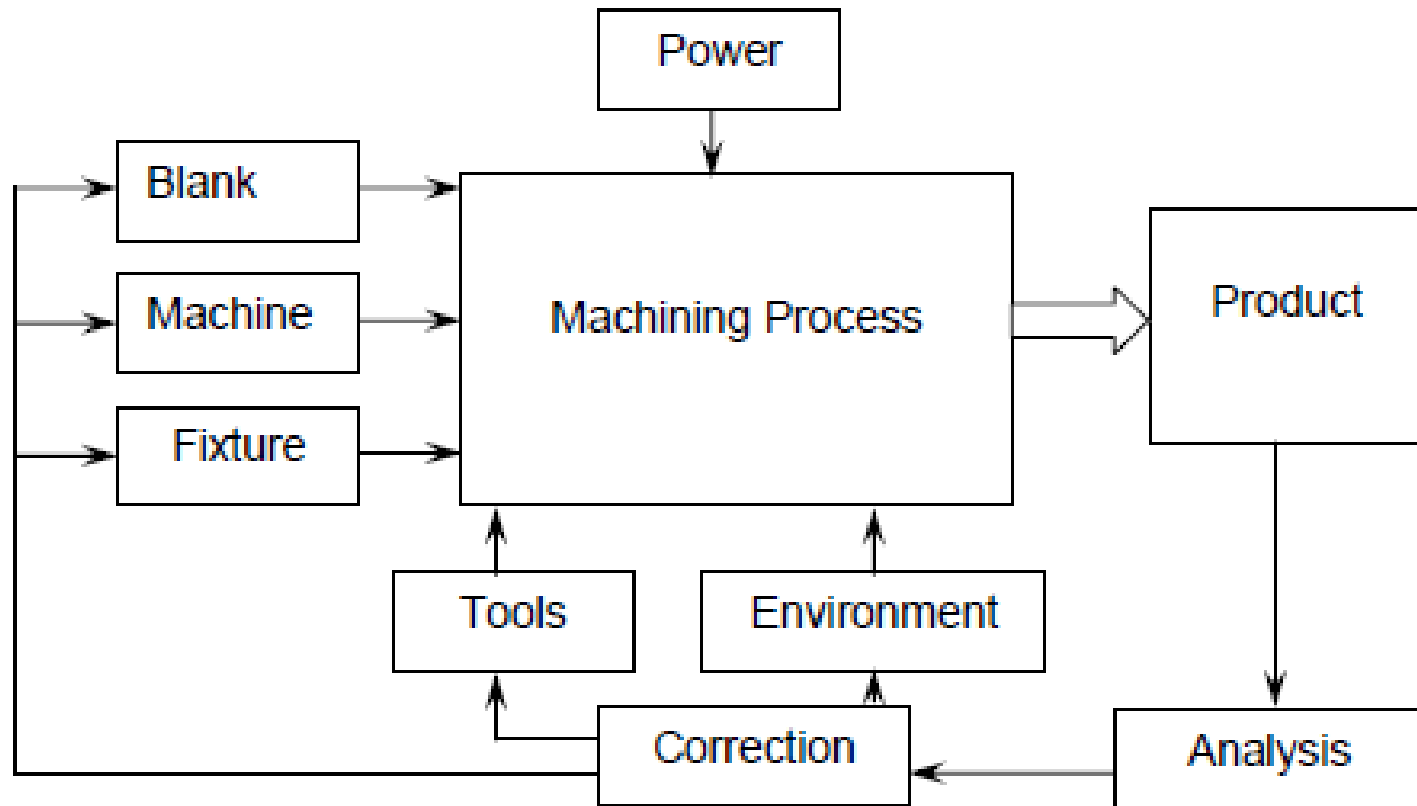 Power
Blank
Machine
Machining Process
Product
Fixture
Tools
Environment
Correction
Analysis